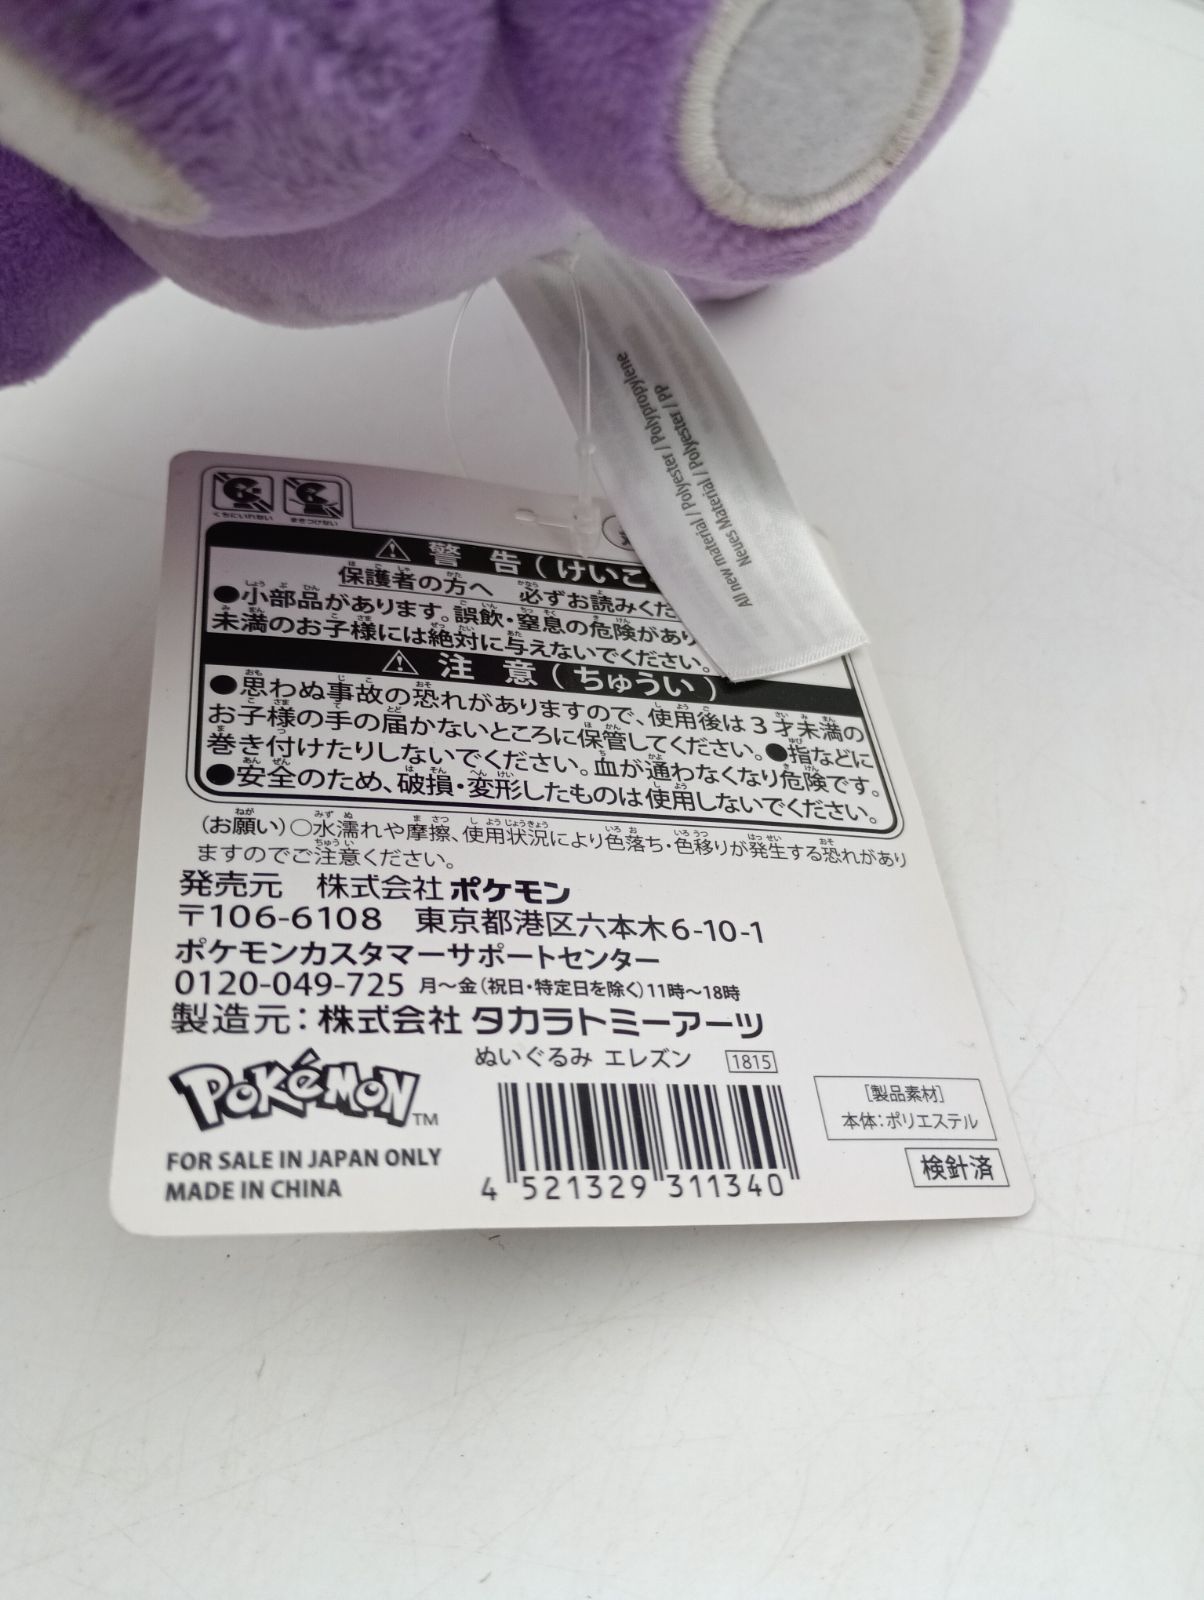 くちにいれない まきつけない
⚠ 警 告 (けいこ
保護者の方へ 必ずお読みくだ
●小部品があります。誤飲・窒息の危険があり
未満のお子様には絶対に与えないでください。
⚠ 注 意 (ちゅうい)
●思わぬ事故の恐れがありますので、使用後は3才未満の
お子様の手の届かないところに保管してください。●指などに
巻き付けたりしないでください。血が通わなくなり危険です。
●安全のため、破損・変形したものは使用しないでください。
(お願い)○水濡れや摩擦、使用状況により色落ち・色移りが発生する恐れがあり
ますのでご注意ください。
発売元 株式会社 ポケモン
〒106-6108 東京都港区六本木6-10-1
ポケモンカスタマーサポートセンター
0120-049-725 月〜金(祝日・特定日を除く)11時〜18時
製造元：株式会社 タカラトミーアーツ
ぬいぐるみ エレズン 1815
POKéMON™
FOR SALE IN JAPAN ONLY
MADE IN CHINA
4 521329 311340
[製品素材]
本体：ポリエステル
検針済
All new material / Polyester / Polypropylene
Neues Material / Polyester / PP